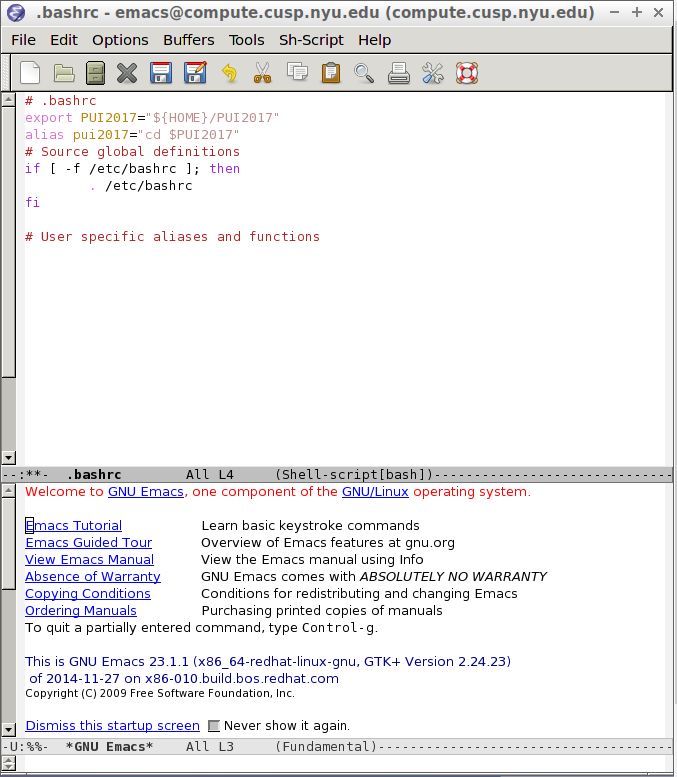 .bashrc - emacs@compute.cusp.nyu.edu (compute.cusp.nyu.edu)
File Edit Options Buffers Tools Sh-Script Help
# .bashrc
export PUI2017="${HOME}/PUI2017"
alias pui2017="cd $PUI2017"
# Source global definitions
if [ -f /etc/bashrc ]; then
        . /etc/bashrc
fi
# User specific aliases and functions
--:**-  .bashrc        All L4     (Shell-script[bash])------------------------------
Welcome to GNU Emacs, one component of the GNU/Linux operating system.
Emacs Tutorial Learn basic keystroke commands
Emacs Guided Tour Overview of Emacs features at gnu.org
View Emacs Manual View the Emacs manual using Info
Absence of Warranty GNU Emacs comes with ABSOLUTELY NO WARRANTY
Copying Conditions Conditions for redistributing and changing Emacs
Ordering Manuals Purchasing printed copies of manuals
To quit a partially entered command, type Control-g.
This is GNU Emacs 23.1.1 (x86_64-redhat-linux-gnu, GTK+ Version 2.24.23)
of 2014-11-27 on x86-010.build.bos.redhat.com
Copyright (C) 2009 Free Software Foundation, Inc.
Dismiss this startup screen Never show it again.
-U:%%-  *GNU Emacs*    All L3     (Fundamental)-------------------------------------